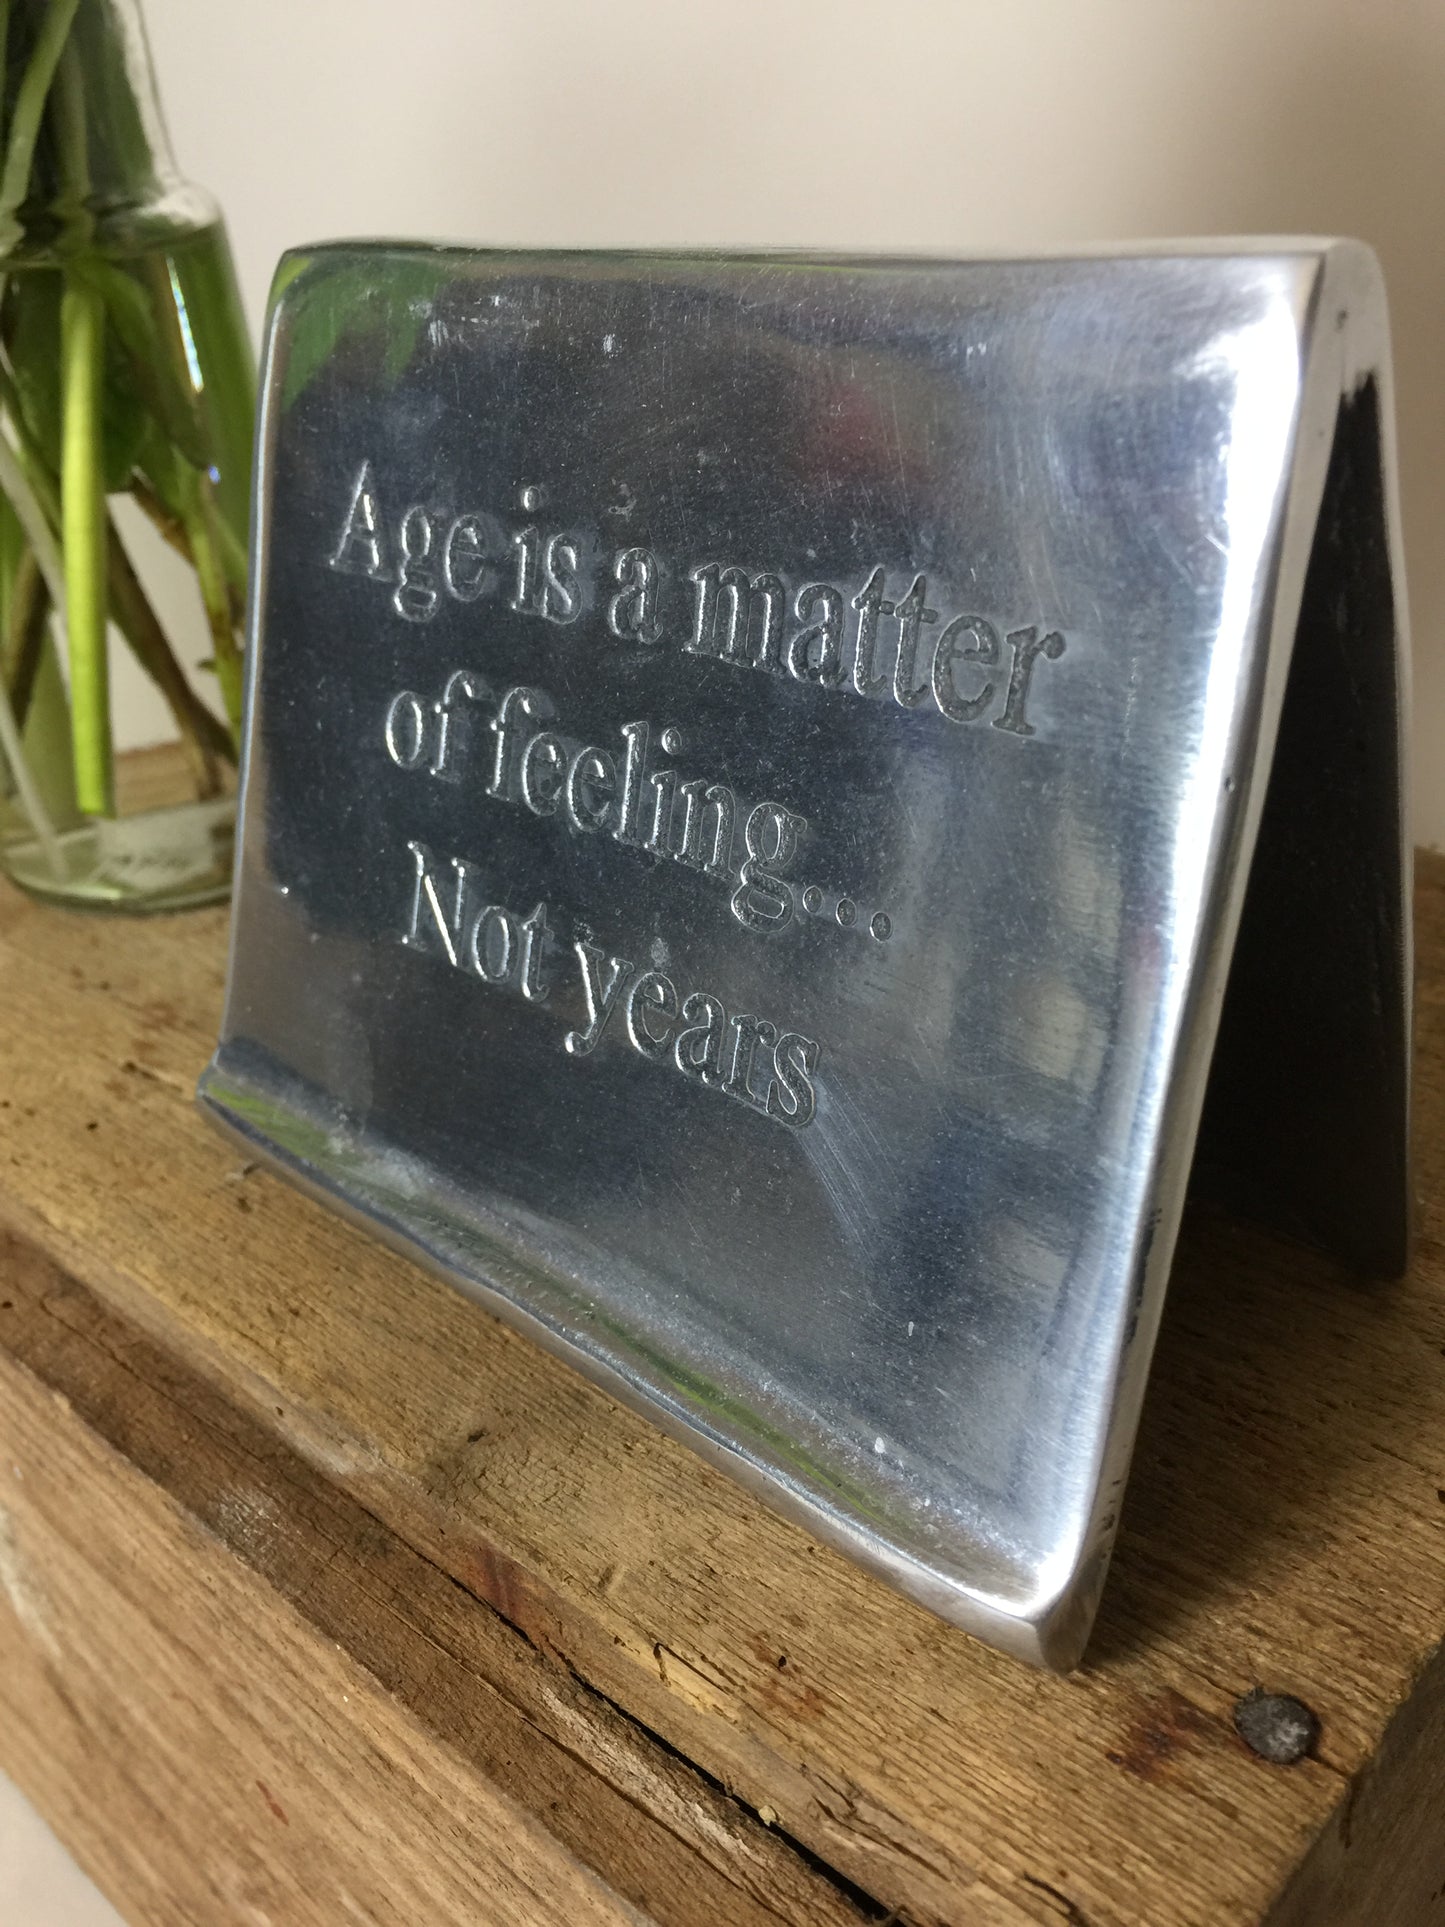 Age is a matter
of feeling...
Not years